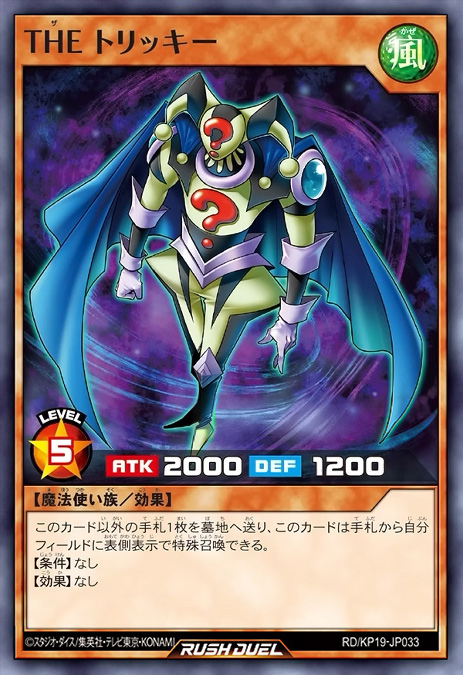 THE トリッキー
風
?
?
LEVEL
5
ATK 2000 DEF 1200
【魔法使い族／効果】
このカード以外の手札1枚を墓地へ送り、このカードは手札から自分
フィールドに表側表示で特殊召喚できる。
【条件】なし
【効果】なし
©スタジオ・ダイス/集英社・テレビ東京・KONAMI
RUSH DUEL
RD/KP19-JP033